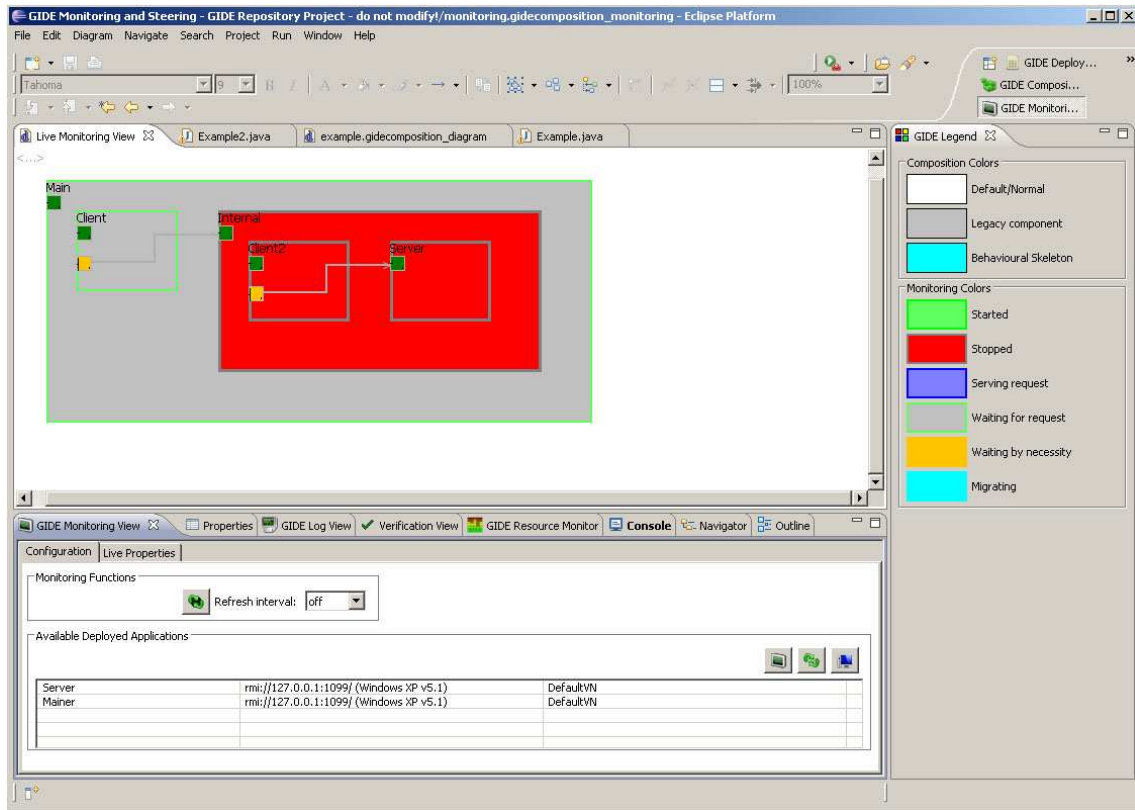 GIDE Monitoring and Steering - GIDE Repository Project - do not modify!/monitoring.gidecomposition_monitoring - Eclipse Platform
File Edit Diagram Navigate Search Project Run Window Help
GIDE Deploy...
Tahoma 9 B I A 100%
GIDE Composi...
GIDE Monitori...
Live Monitoring View Example2.java example.gidecomposition_diagram Example.java
GIDE Legend
<...>
Composition Colors
Main
Default/Normal
Client
Internal
Legacy component
Client2
Server
Behavioural Skeleton
Monitoring Colors
Started
Stopped
Serving request
Waiting for request
Waiting by necessity
Migrating
GIDE Monitoring View Properties GIDE Log View Verification View GIDE Resource Monitor Console Navigator Outline
Configuration Live Properties
Monitoring Functions
Refresh interval: off
Available Deployed Applications
Server rmi://127.0.0.1:1099/ (Windows XP v5.1) DefaultVN
Mainer rmi://127.0.0.1:1099/ (Windows XP v5.1) DefaultVN